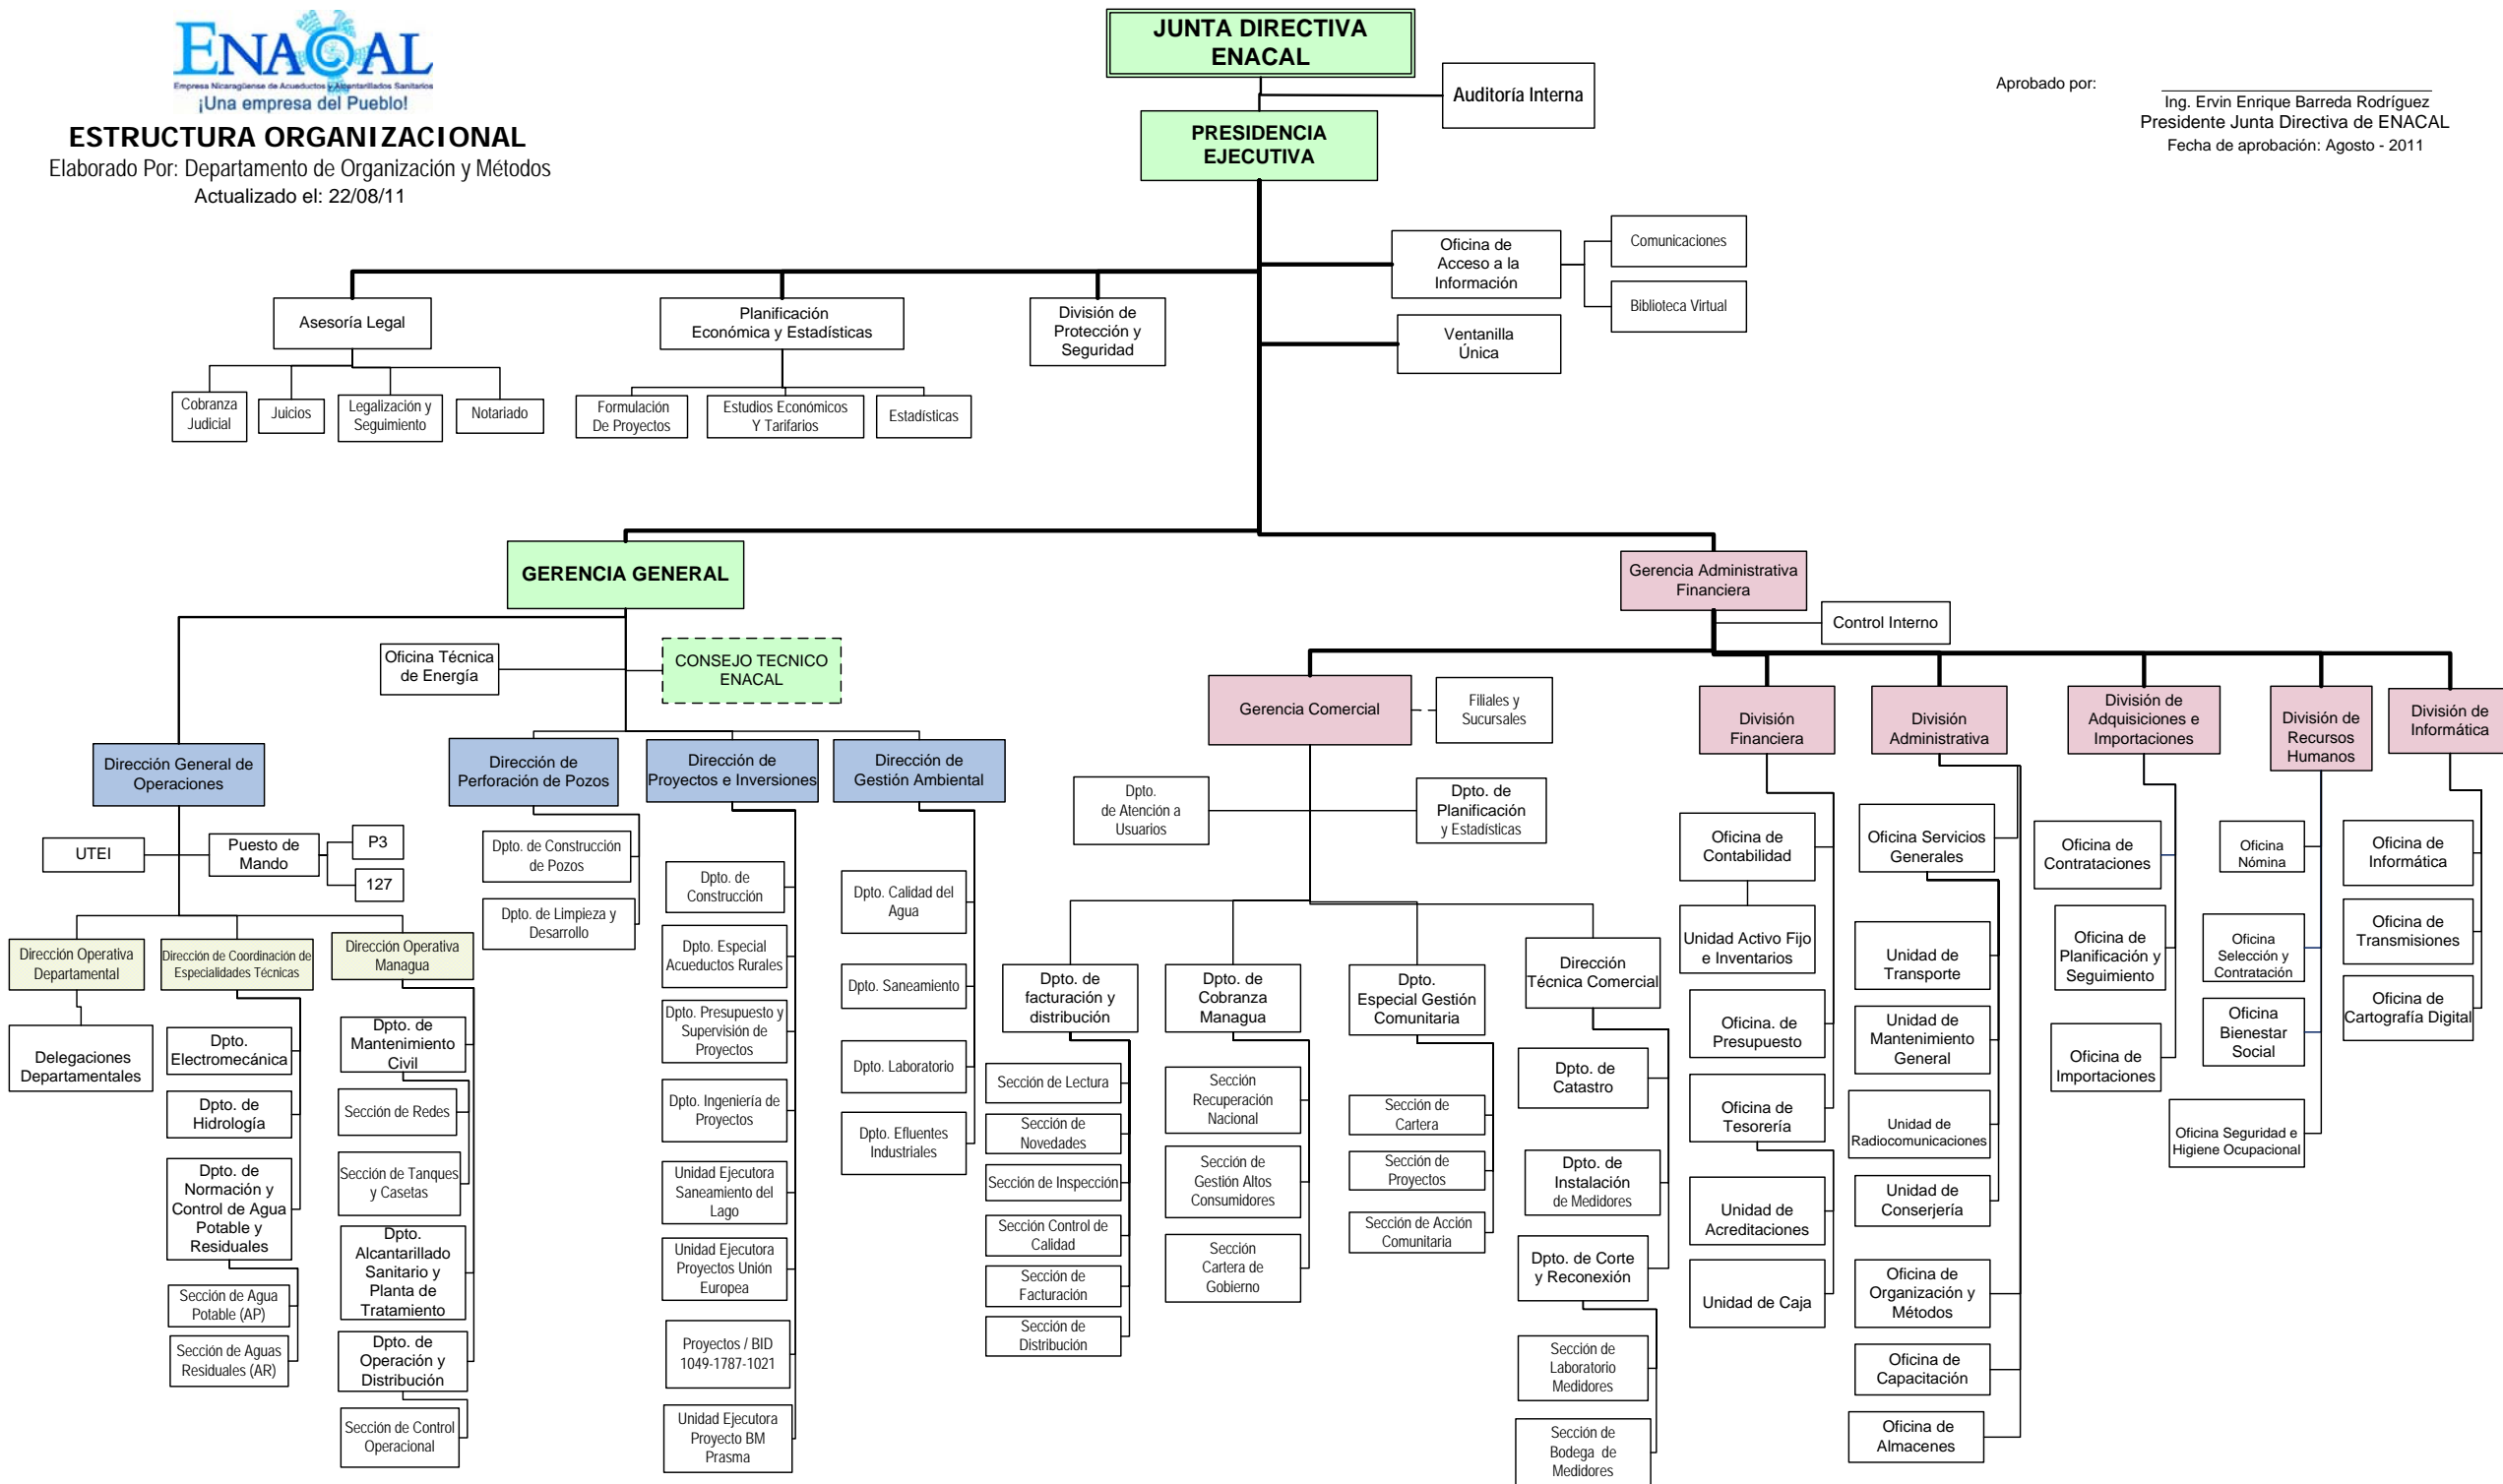 ENACAL
Empresa Nicaragüense de Acueductos y Alcantarillados Sanitarios
¡Una empresa del Pueblo!
ESTRUCTURA ORGANIZACIONAL
Elaborado Por: Departamento de Organización y Métodos
Actualizado el: 22/08/11
JUNTA DIRECTIVA
ENACAL
Auditoría Interna
PRESIDENCIA
EJECUTIVA
Aprobado por:
Ing. Ervin Enrique Barreda Rodríguez
Presidente Junta Directiva de ENACAL
Fecha de aprobación: Agosto - 2011
Oficina de
Acceso a la
Información
Comunicaciones
Biblioteca Virtual
Ventanilla
Única
Asesoría Legal
Planificación
Económica y Estadísticas
División de
Protección y
Seguridad
Cobranza
Judicial
Juicios
Legalización y
Seguimiento
Notariado
Formulación
De Proyectos
Estudios Económicos
Y Tarifarios
Estadísticas
GERENCIA GENERAL
Gerencia Administrativa
Financiera
Control Interno
Oficina Técnica
de Energía
CONSEJO TECNICO
ENACAL
Dirección General de
Operaciones
Dirección de
Perforación de Pozos
Dirección de
Proyectos e Inversiones
Dirección de
Gestión Ambiental
Gerencia Comercial
Filiales y
Sucursales
División
Financiera
División
Administrativa
División de
Adquisiciones e
Importaciones
División de
Recursos
Humanos
División de
Informática
UTEI
Puesto de
Mando
P3
127
Dirección Operativa
Departamental
Dirección de Coordinación de
Especialidades Técnicas
Dirección Operativa
Managua
Delegaciones
Departamentales
Dpto.
Electromecánica
Dpto. de
Hidrología
Dpto. de
Normación y
Control de Agua
Potable y
Residuales
Sección de Agua
Potable (AP)
Sección de Aguas
Residuales (AR)
Dpto. de
Mantenimiento
Civil
Sección de Redes
Sección de Tanques
y Casetas
Dpto.
Alcantarillado
Sanitario y
Planta de
Tratamiento
Dpto. de
Operación y
Distribución
Sección de Control
Operacional
Dpto. de Construcción
de Pozos
Dpto. de Limpieza y
Desarrollo
Dpto. de
Construcción
Dpto. Especial
Acueductos Rurales
Dpto. Presupuesto y
Supervisión de
Proyectos
Dpto. Ingeniería de
Proyectos
Unidad Ejecutora
Saneamiento del
Lago
Unidad Ejecutora
Proyectos Unión
Europea
Proyectos / BID
1049-1787-1021
Unidad Ejecutora
Proyecto BM
Prasma
Dpto. Calidad del
Agua
Dpto. Saneamiento
Dpto. Laboratorio
Dpto. Efluentes
Industriales
Dpto.
de Atención a
Usuarios
Dpto. de
Planificación
y Estadísticas
Dpto. de
facturación y
distribución
Sección de Lectura
Sección de
Novedades
Sección de Inspección
Sección Control de
Calidad
Sección de
Facturación
Sección de
Distribución
Dpto. de
Cobranza
Managua
Sección
Recuperación
Nacional
Sección de
Gestión Altos
Consumidores
Sección
Cartera de
Gobierno
Dpto.
Especial Gestión
Comunitaria
Sección de
Cartera
Sección de
Proyectos
Sección de Acción
Comunitaria
Dirección
Técnica Comercial
Dpto. de
Catastro
Dpto. de
Instalación
de Medidores
Dpto. de Corte
y Reconexión
Sección de
Laboratorio
Medidores
Sección de
Bodega de
Medidores
Oficina de
Contabilidad
Unidad Activo Fijo
e Inventarios
Oficina. de
Presupuesto
Oficina de
Tesorería
Unidad de
Acreditaciones
Unidad de Caja
Oficina Servicios
Generales
Unidad de
Transporte
Unidad de
Mantenimiento
General
Unidad de
Radiocomunicaciones
Unidad de
Conserjería
Oficina de
Organización y
Métodos
Oficina de
Capacitación
Oficina de
Almacenes
Oficina de
Contrataciones
Oficina de
Planificación y
Seguimiento
Oficina de
Importaciones
Oficina
Nómina
Oficina
Selección y
Contratación
Oficina
Bienestar
Social
Oficina Seguridad e
Higiene Ocupacional
Oficina de
Informática
Oficina de
Transmisiones
Oficina de
Cartografía Digital